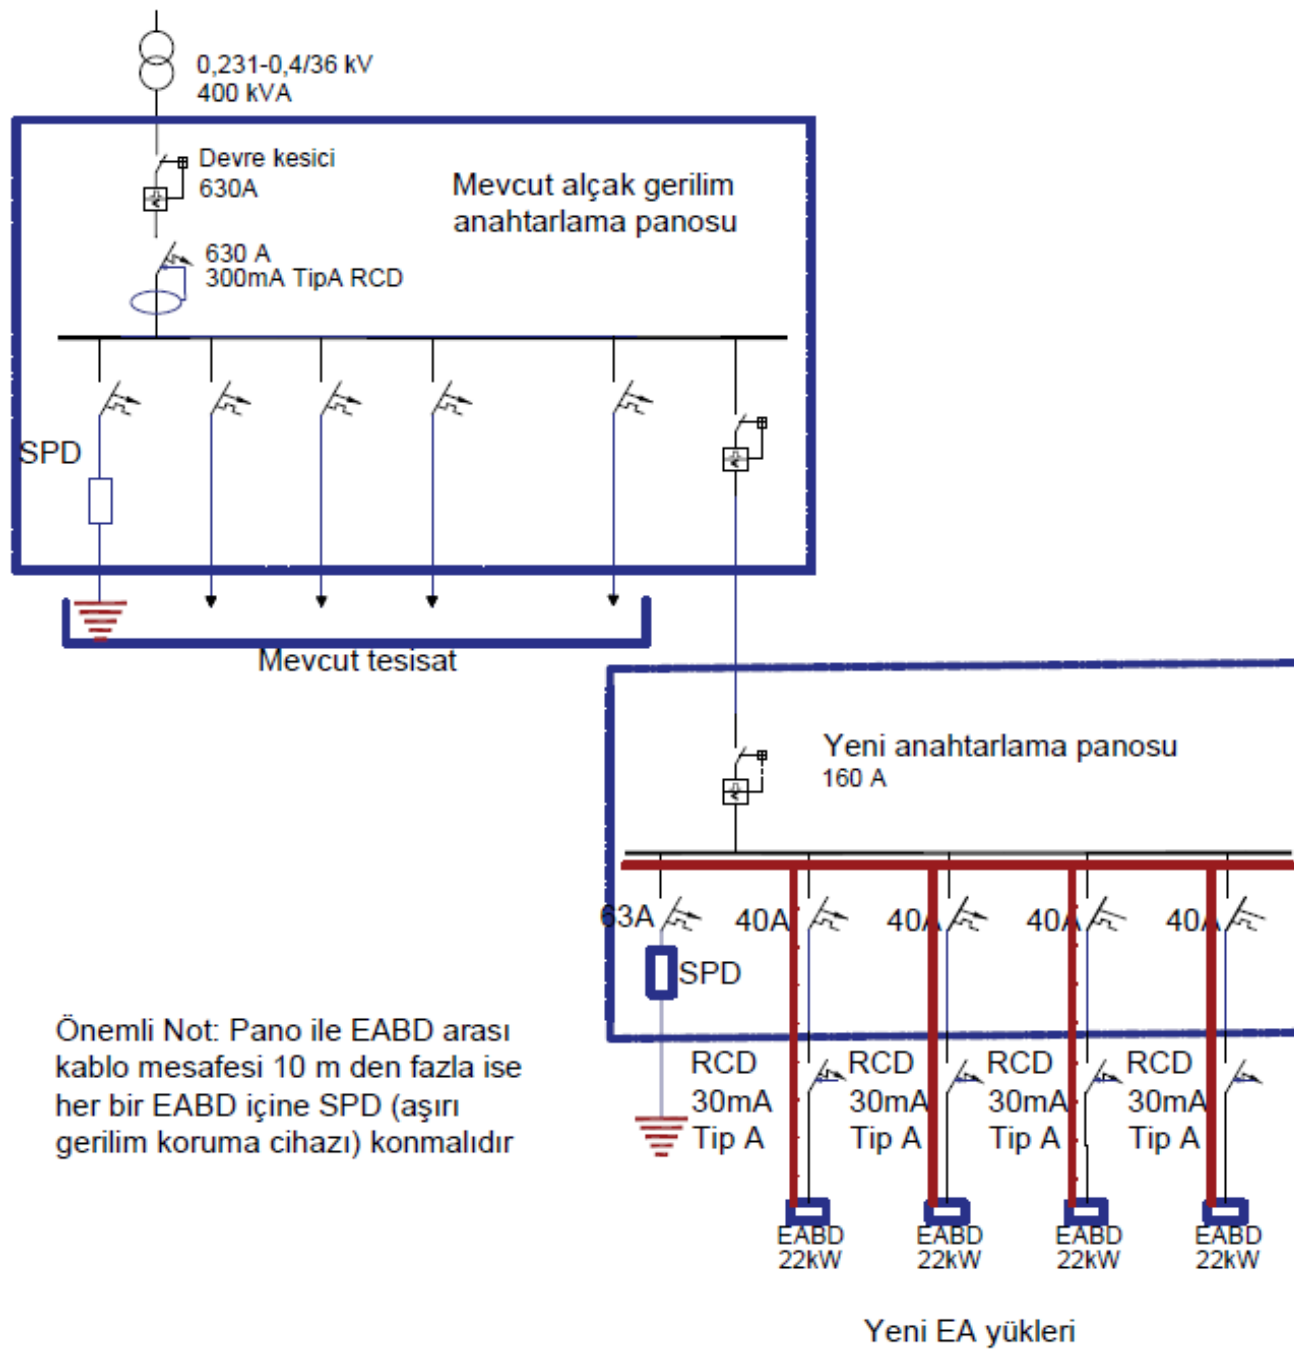 0,231-0,4/36 kV
400 kVA
Devre kesici
630A
Mevcut alçak gerilim
anahtarlama panosu
630 A
300mA TipA RCD
SPD
Mevcut tesisat
Yeni anahtarlama panosu
160 A
63A
40A
40A
40A
40A
SPD
Önemli Not: Pano ile EABD arası
kablo mesafesi 10 m den fazla ise
her bir EABD içine SPD (aşırı
gerilim koruma cihazı) konmalıdır
RCD
30mA
Tip A
RCD
30mA
Tip A
RCD
30mA
Tip A
RCD
30mA
Tip A
EABD
22kW
EABD
22kW
EABD
22kW
EABD
22kW
Yeni EA yükleri